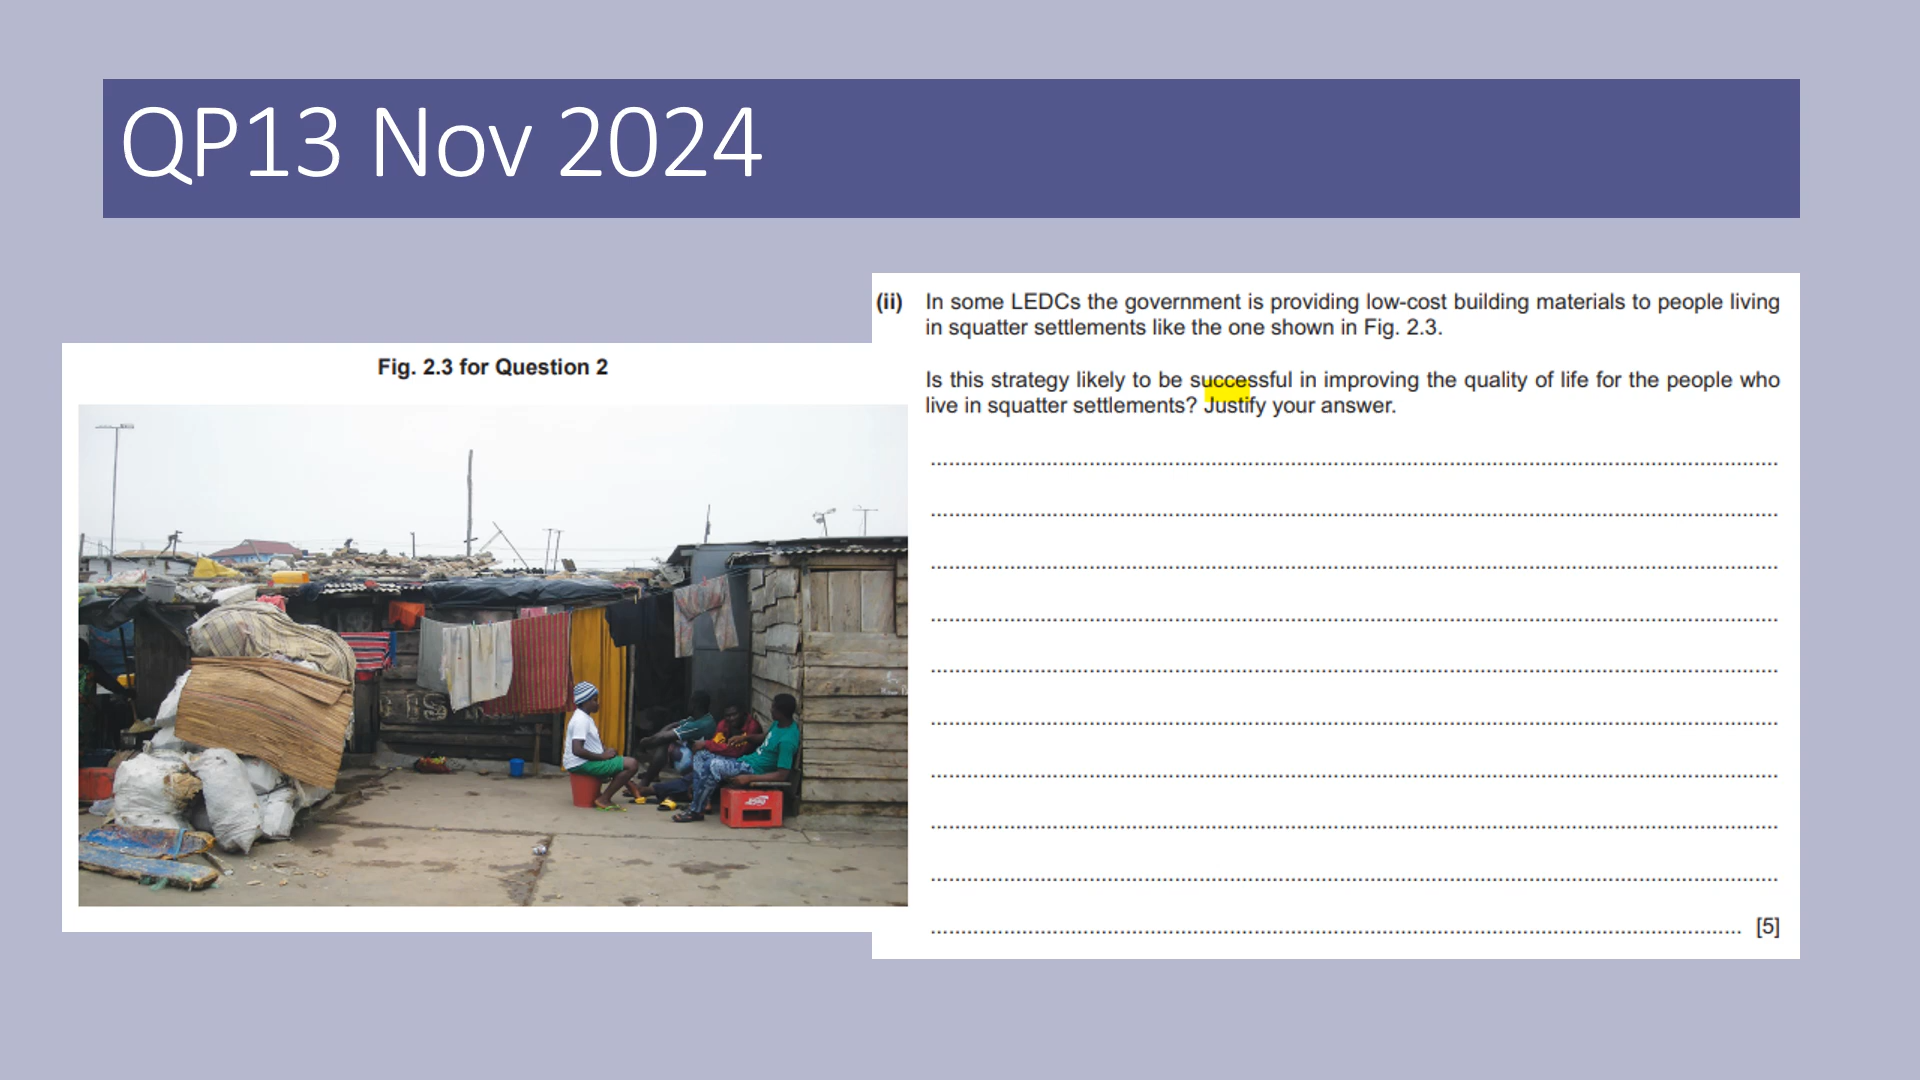 QP13 Nov 2024
Fig. 2.3 for Question 2
(ii) In some LEDCs the government is providing low-cost building materials to people living
in squatter settlements like the one shown in Fig. 2.3.
Is this strategy likely to be successful in improving the quality of life for the people who
live in squatter settlements? Justify your answer.
[5]